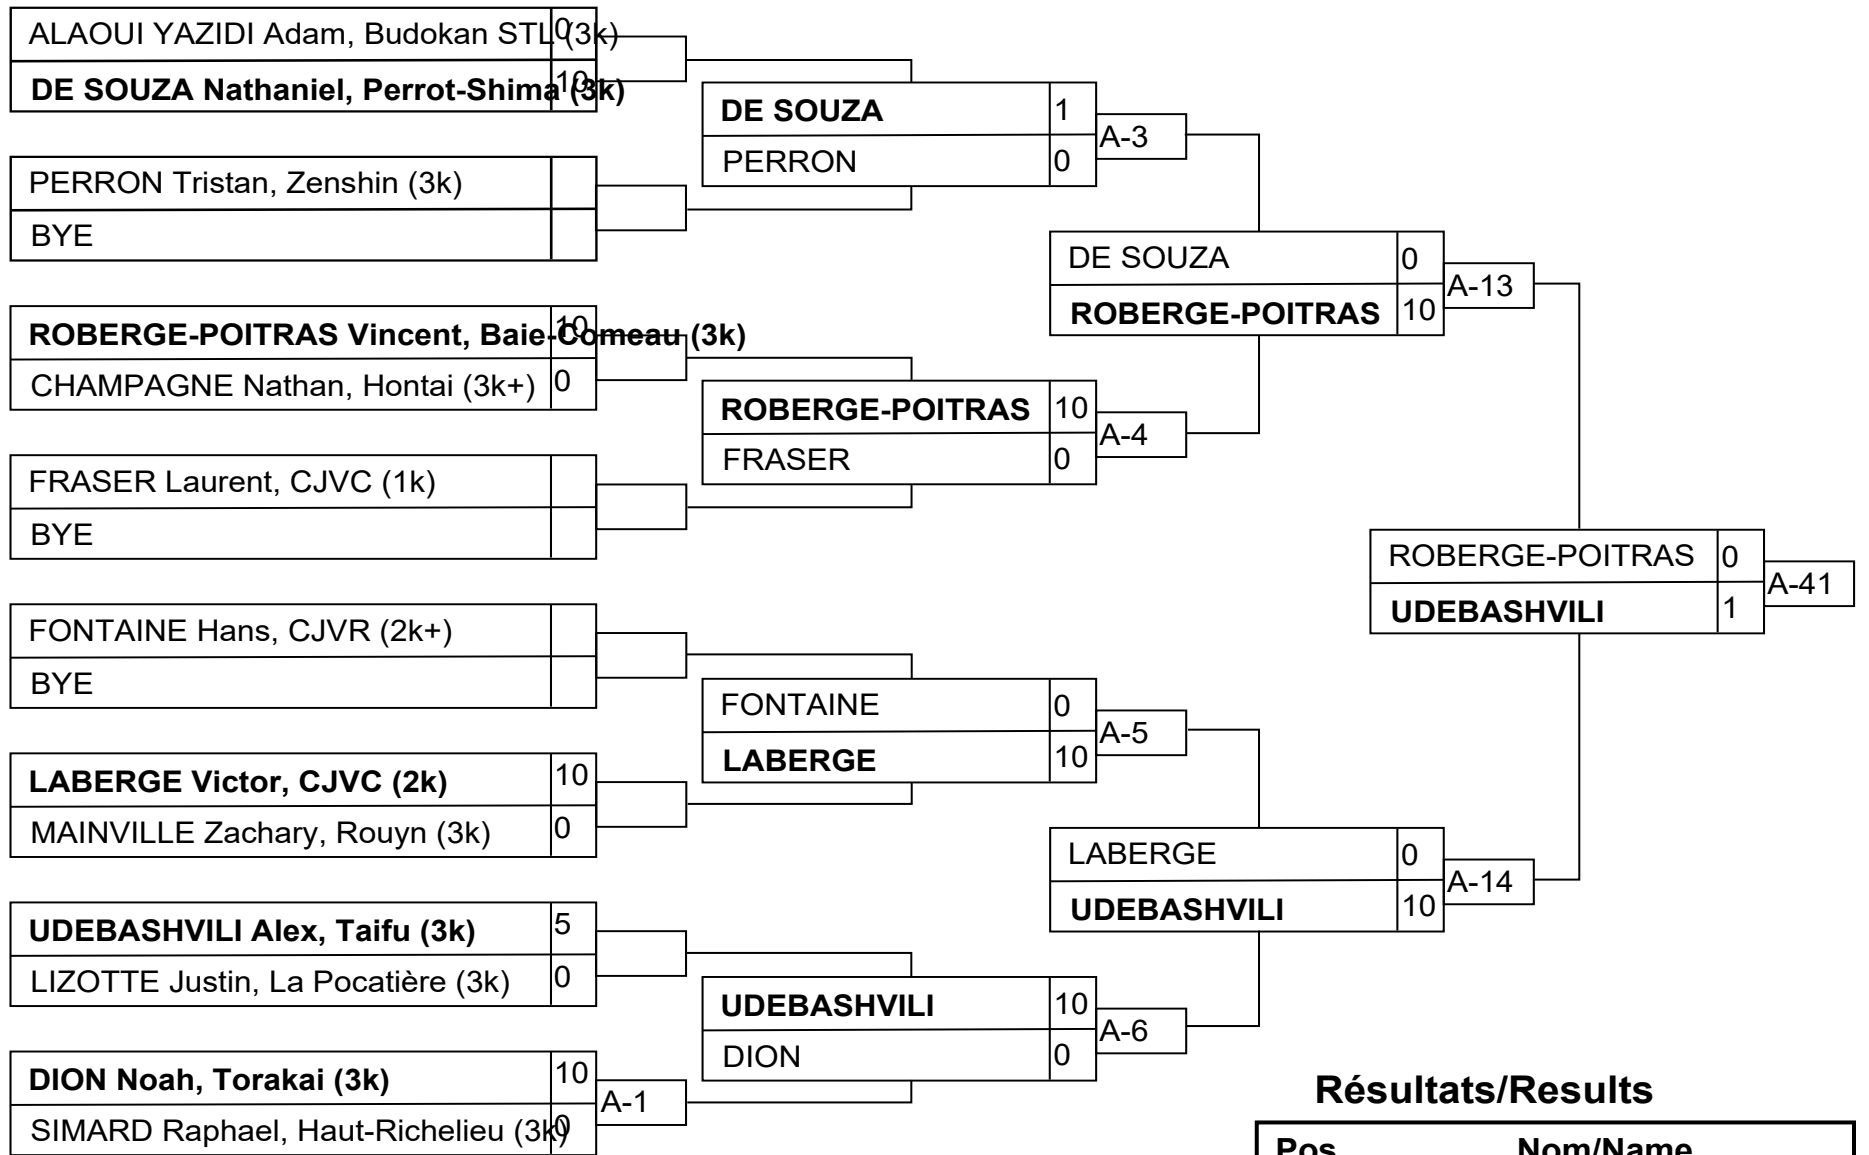 ALAOUI YAZIDI Adam, Budokan STL (3k) 0
DE SOUZA Nathaniel, Perrot-Shima (3k) 10
PERRON Tristan, Zenshin (3k)
BYE
ROBERGE-POITRAS Vincent, Baie-Comeau (3k) 10
CHAMPAGNE Nathan, Hontai (3k+) 0
FRASER Laurent, CJVC (1k)
BYE
FONTAINE Hans, CJVR (2k+)
BYE
LABERGE Victor, CJVC (2k) 10
MAINVILLE Zachary, Rouyn (3k) 0
UDEBASHVILI Alex, Taifu (3k) 5
LIZOTTE Justin, La Pocatière (3k) 0
DION Noah, Torakai (3k) 10
SIMARD Raphael, Haut-Richelieu (3k) 0
A-1
DE SOUZA 1
PERRON 0
A-3
ROBERGE-POITRAS 10
FRASER 0
A-4
FONTAINE 0
LABERGE 10
A-5
UDEBASHVILI 10
DION 0
A-6
DE SOUZA 0
ROBERGE-POITRAS 10
A-13
LABERGE 0
UDEBASHVILI 10
A-14
ROBERGE-POITRAS 0
UDEBASHVILI 1
A-41
Résultats/Results
Pos Nom/Name